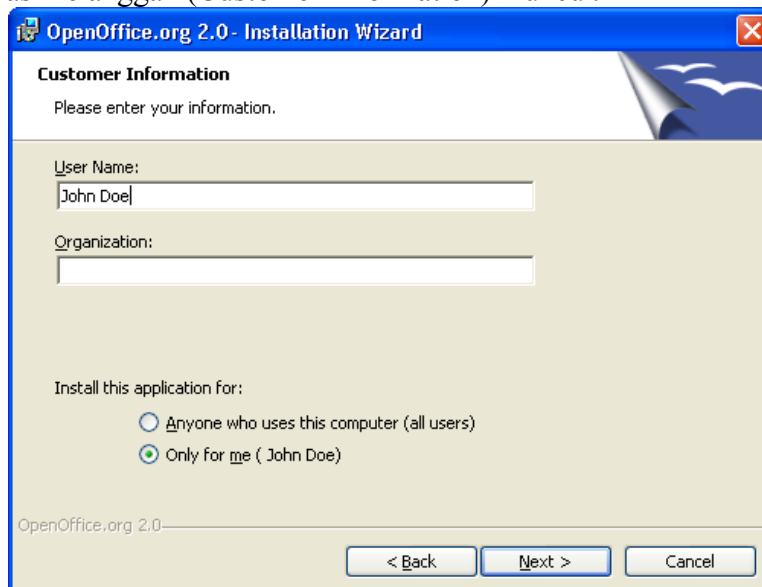 OpenOffice.org 2.0 - Installation Wizard
Customer Information
Please enter your information.
User Name:
John Doe
Organization:
Install this application for:
Anyone who uses this computer (all users)
Only for me ( John Doe)
OpenOffice.org 2.0
< Back Next > Cancel